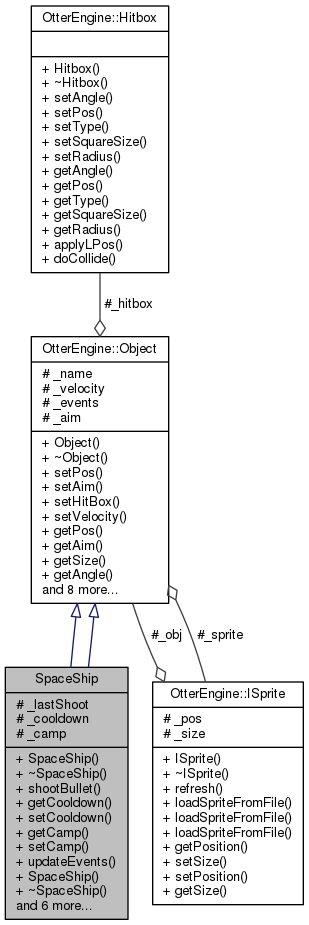 OtterEngine::Hitbox
+ Hitbox()
+ ~Hitbox()
+ setAngle()
+ setPos()
+ setType()
+ setSquareSize()
+ setRadius()
+ getAngle()
+ getPos()
+ getType()
+ getSquareSize()
+ getRadius()
+ applyLPos()
+ doCollide()
#_hitbox
OtterEngine::Object
# _name
# _velocity
# _events
# _aim
+ Object()
+ ~Object()
+ setPos()
+ setAim()
+ setHitBox()
+ setVelocity()
+ getPos()
+ getAim()
+ getSize()
+ getAngle()
and 8 more...
#_obj
#_sprite
SpaceShip
# _lastShoot
# _cooldown
# _camp
+ SpaceShip()
+ ~SpaceShip()
+ shootBullet()
+ getCooldown()
+ setCooldown()
+ getCamp()
+ setCamp()
+ updateEvents()
+ SpaceShip()
+ ~SpaceShip()
and 6 more...
OtterEngine::ISprite
# _pos
# _size
+ ISprite()
+ ~ISprite()
+ refresh()
+ loadSpriteFromFile()
+ loadSpriteFromFile()
+ loadSpriteFromFile()
+ getPosition()
+ setSize()
+ setPosition()
+ getSize()